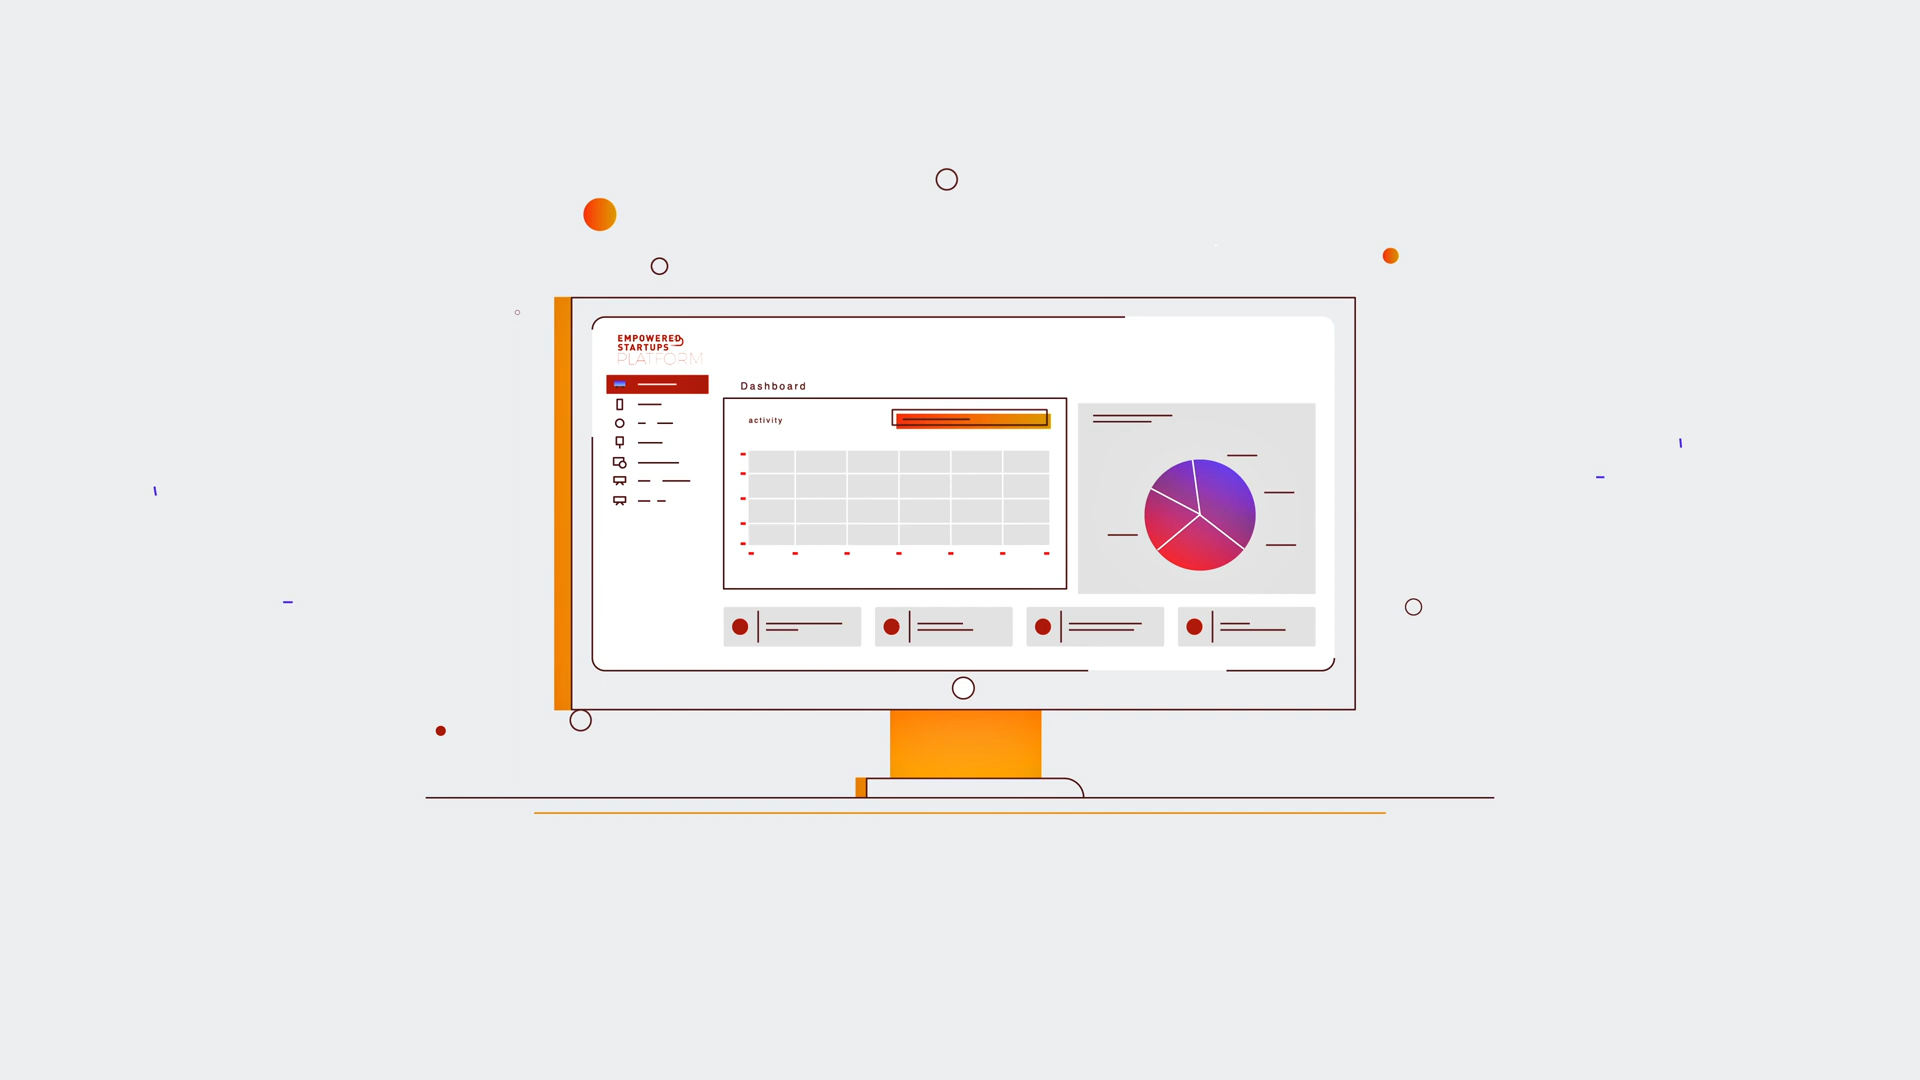 EMPOWERED
STARTUPS
PLATFORM
Dashboard
activity